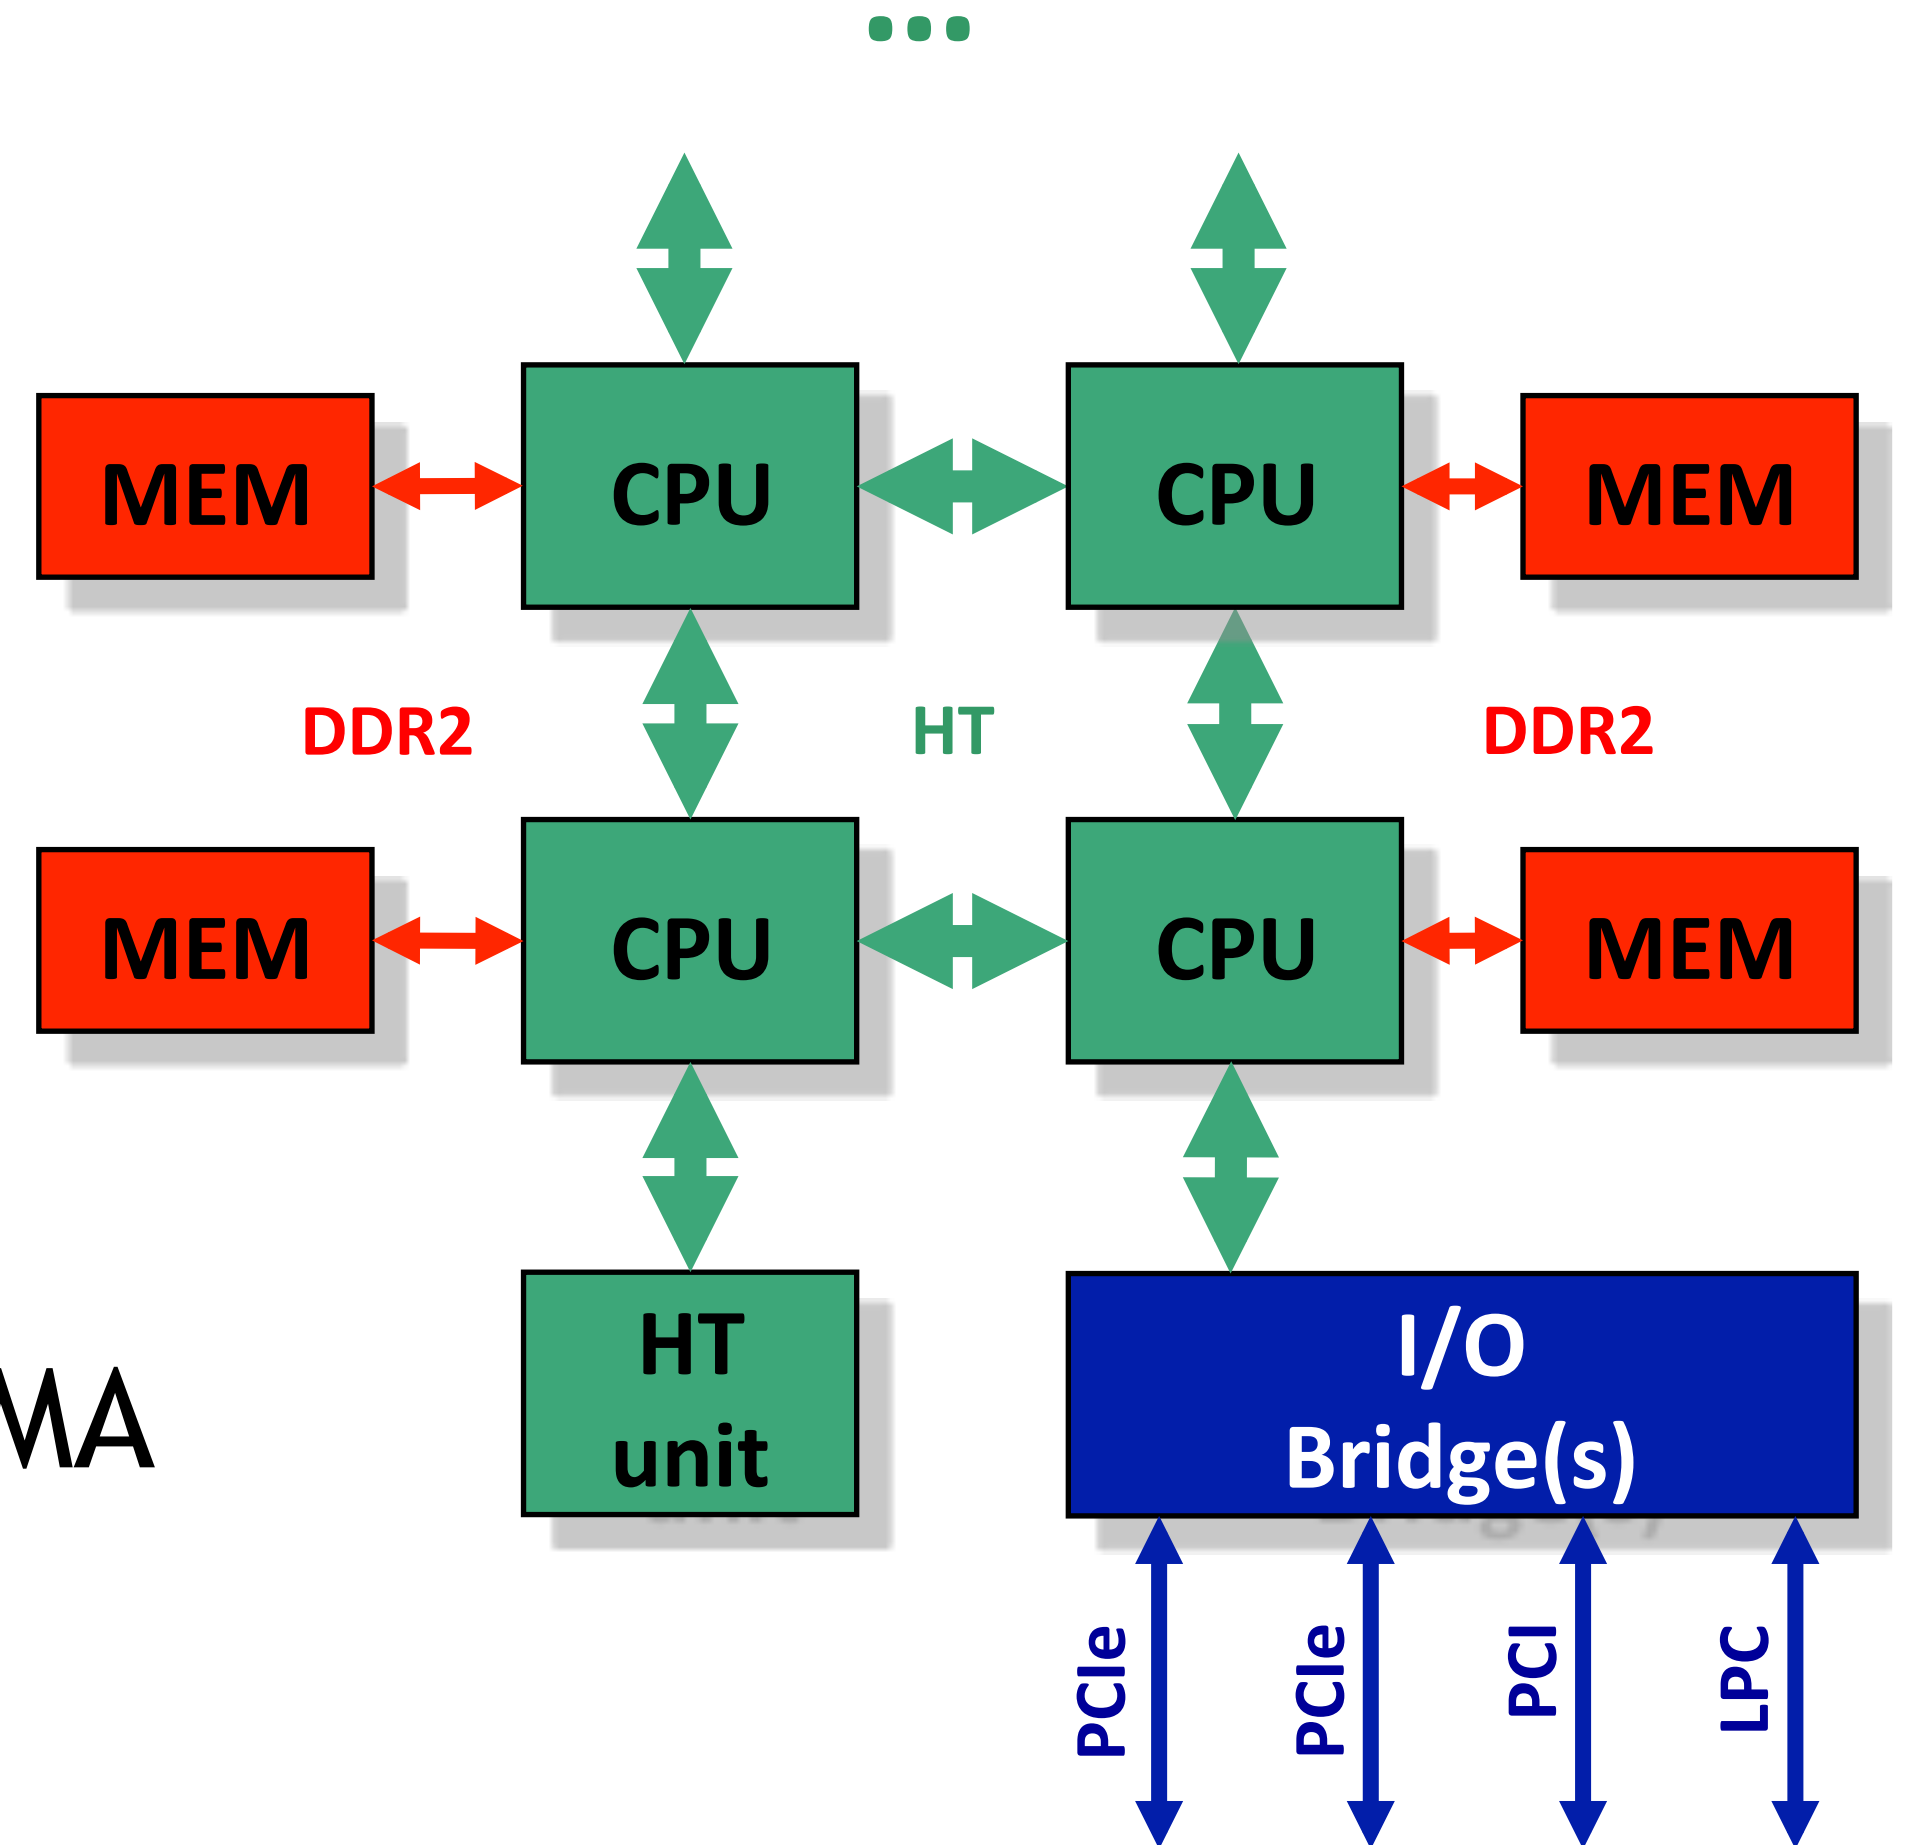 ...
MEM CPU CPU MEM
DDR2 HT DDR2
MEM CPU CPU MEM
HT
unit
I/O
Bridge(s)
MA
PCIe PCIe PCI LPC